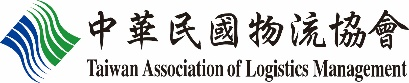 中華民國物流協會
Taiwan Association of Logistics Management